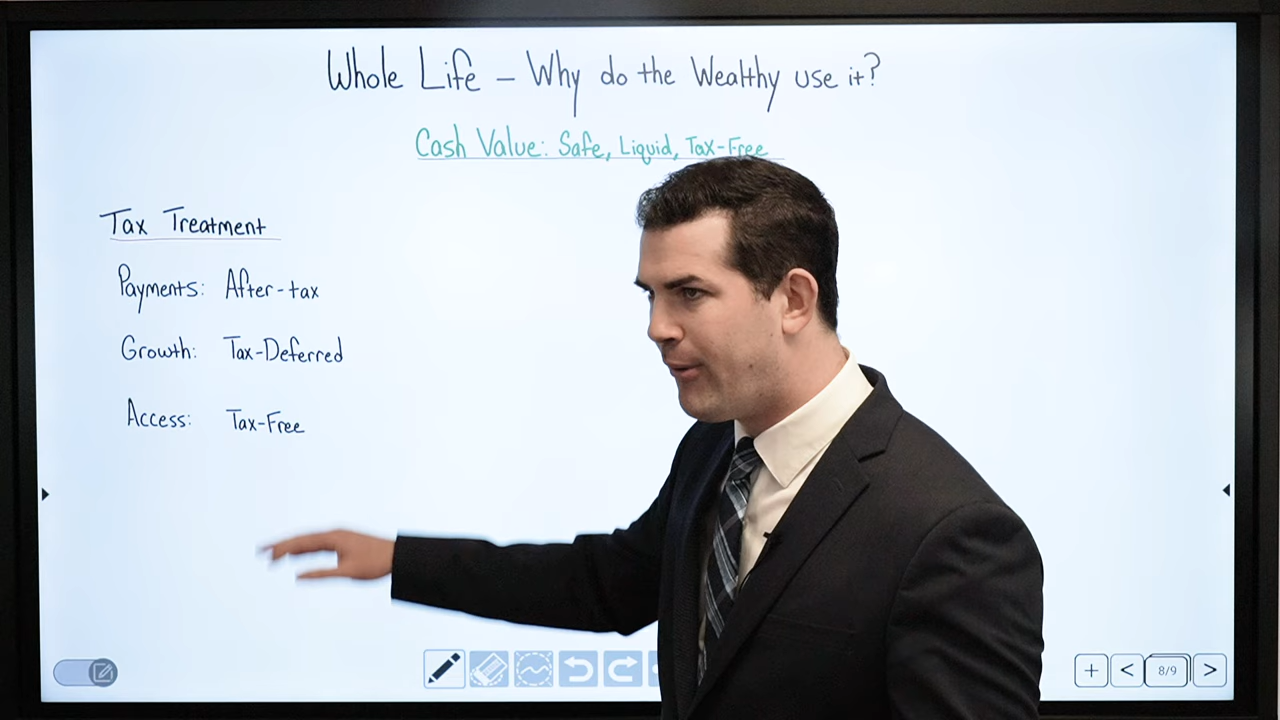 Whole Life – Why do the Wealthy use it?
Cash Value: Safe, Liquid, Tax-Free
Tax Treatment
Payments: After-tax
Growth: Tax-Deferred
Access: Tax-Free
8/9